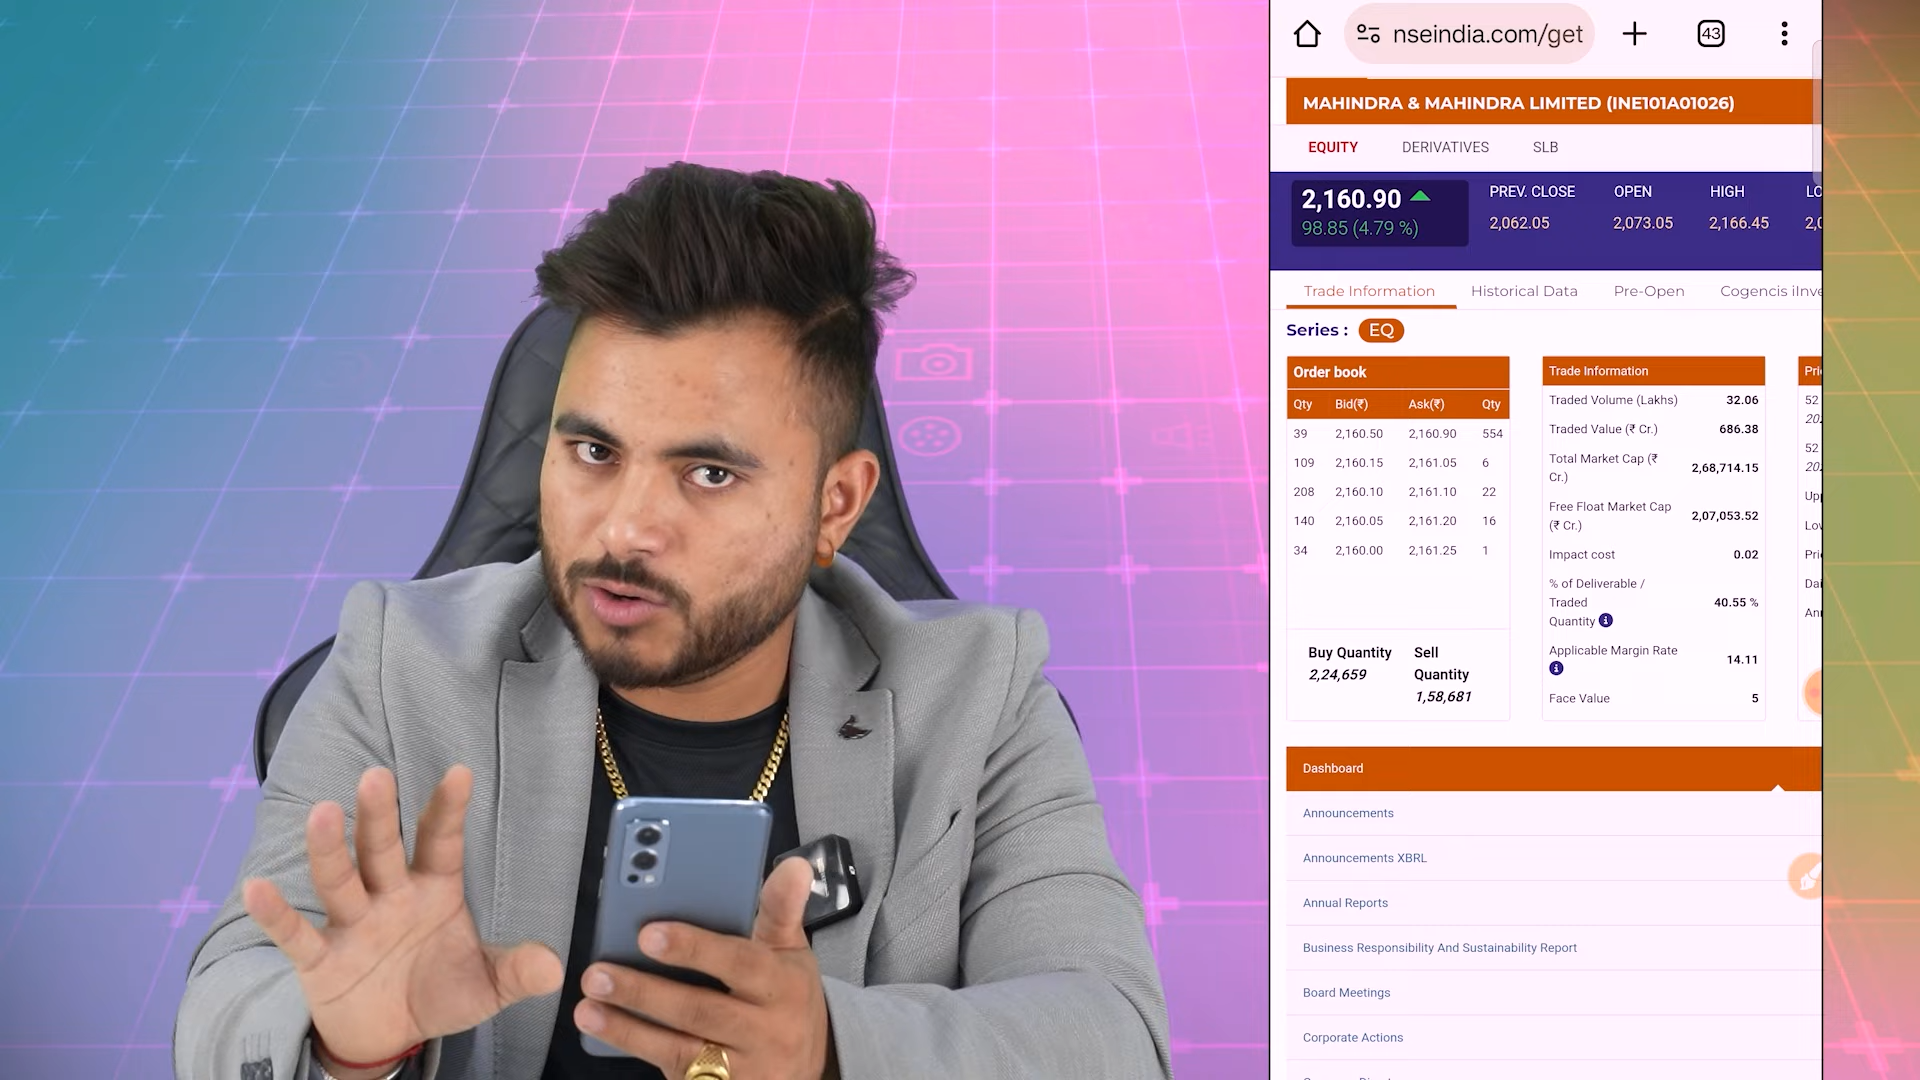 nseindia.com/get
43
MAHINDRA & MAHINDRA LIMITED (INE101A01026)
EQUITY DERIVATIVES SLB
2,160.90
98.85 (4.79 %)
PREV. CLOSE OPEN HIGH
2,062.05 2,073.05 2,166.45
Trade Information Historical Data Pre-Open Cogencis
Series : EQ
Order book
Qty Bid(₹) Ask(₹) Qty
39 2,160.50 2,160.90 554
109 2,160.15 2,161.05 6
208 2,160.10 2,161.10 22
140 2,160.05 2,161.20 16
34 2,160.00 2,161.25 1
Buy Quantity
2,24,659
Sell
Quantity
1,58,681
Trade Information
Traded Volume (Lakhs) 32.06
Traded Value (₹ Cr.) 686.38
Total Market Cap (₹
Cr.) 2,68,714.15
Free Float Market Cap
(₹ Cr.) 2,07,053.52
Impact cost 0.02
% of Deliverable /
Traded
Quantity 40.55 %
Applicable Margin Rate
14.11
Face Value 5
52
52
Dashboard
Announcements
Announcements XBRL
Annual Reports
Business Responsibility And Sustainability Report
Board Meetings
Corporate Actions